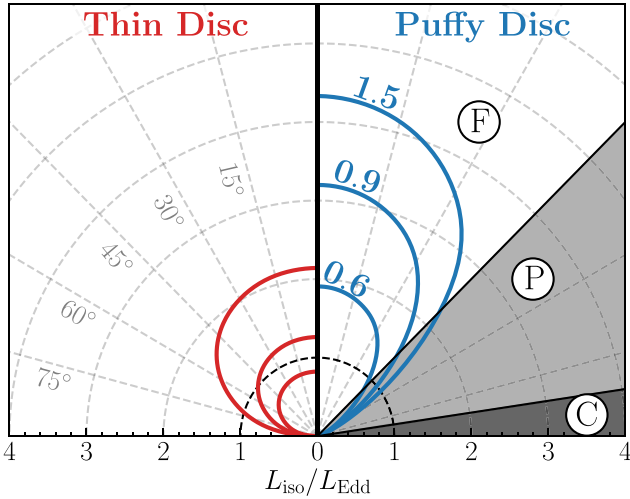 Thin Disc
Puffy Disc
1.5
F
0.9
15°
30°
45°
0.6
P
60°
75°
C
4 3 2 1 0 1 2 3 4
L_iso/L_Edd